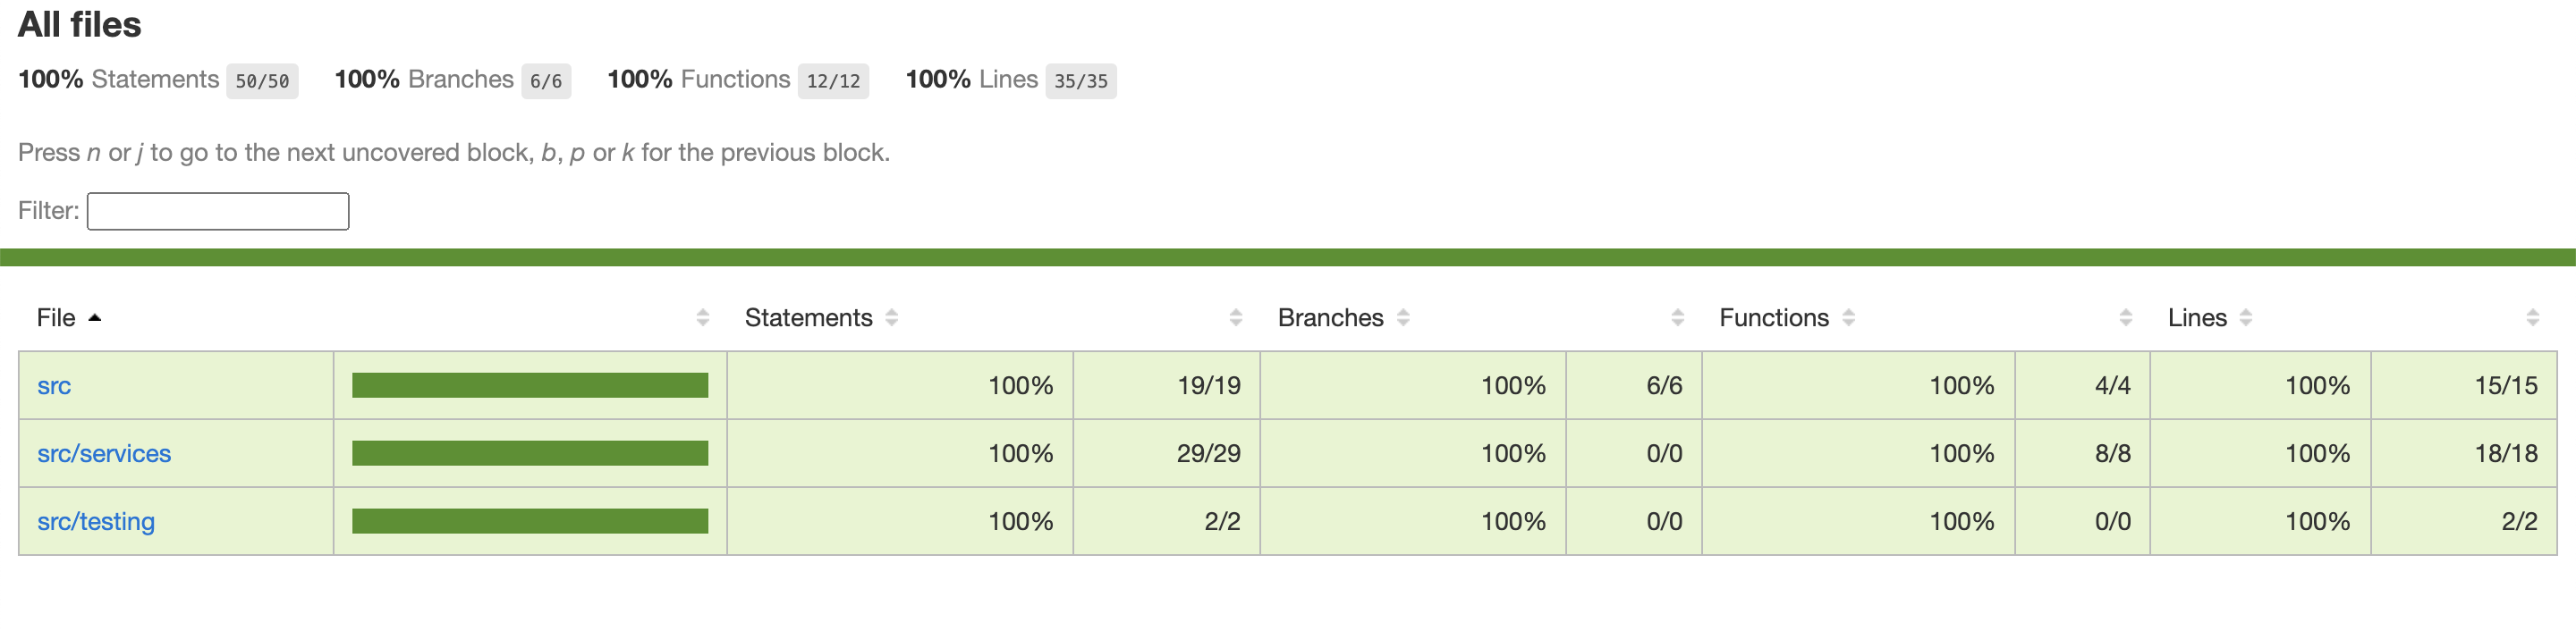 All files
100% Statements 50/50 100% Branches 6/6 100% Functions 12/12 100% Lines 35/35
Press n or j to go to the next uncovered block, b, p or k for the previous block.
Filter:
File Statements Branches Functions Lines
src 100% 19/19 100% 6/6 100% 4/4 100% 15/15
src/services 100% 29/29 100% 0/0 100% 8/8 100% 18/18
src/testing 100% 2/2 100% 0/0 100% 0/0 100% 2/2